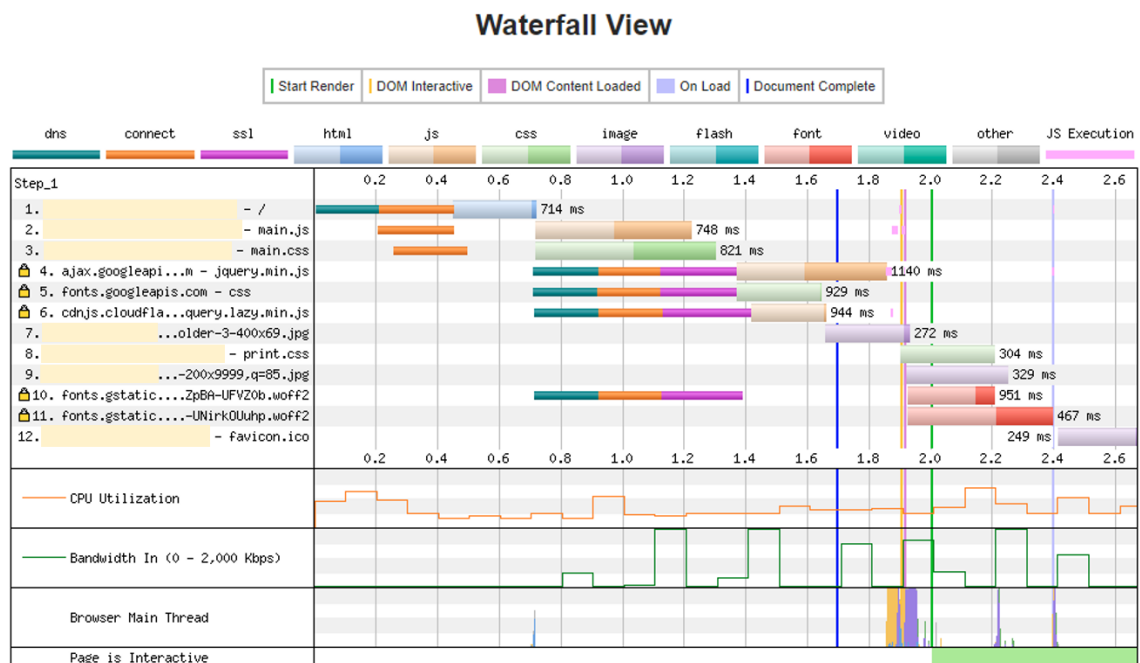 Waterfall View
Start Render DOM Interactive DOM Content Loaded On Load Document Complete
dns connect ssl html js css image flash font video other JS Execution
Step_1 0.2 0.4 0.6 0.8 1.0 1.2 1.4 1.6 1.8 2.0 2.2 2.4 2.6
1. - / 714 ms
2. - main.js 748 ms
3. - main.css 821 ms
4. ajax.googleapi...m - jquery.min.js 1140 ms
5. fonts.googleapis.com - css 929 ms
6. cdnjs.cloudfla...query.lazy.min.js 944 ms
7. ...older-3-400x69.jpg 272 ms
8. - print.css 304 ms
9. ...-200x9999,q=85.jpg 329 ms
10. fonts.gstatic....ZpBA-UFVZ0b.woff2 951 ms
11. fonts.gstatic....-UNirkOUuhp.woff2 467 ms
12. - favicon.ico 249 ms
0.2 0.4 0.6 0.8 1.0 1.2 1.4 1.6 1.8 2.0 2.2 2.4 2.6
CPU Utilization
Bandwidth In (0 - 2,000 Kbps)
Browser Main Thread
Page is Interactive